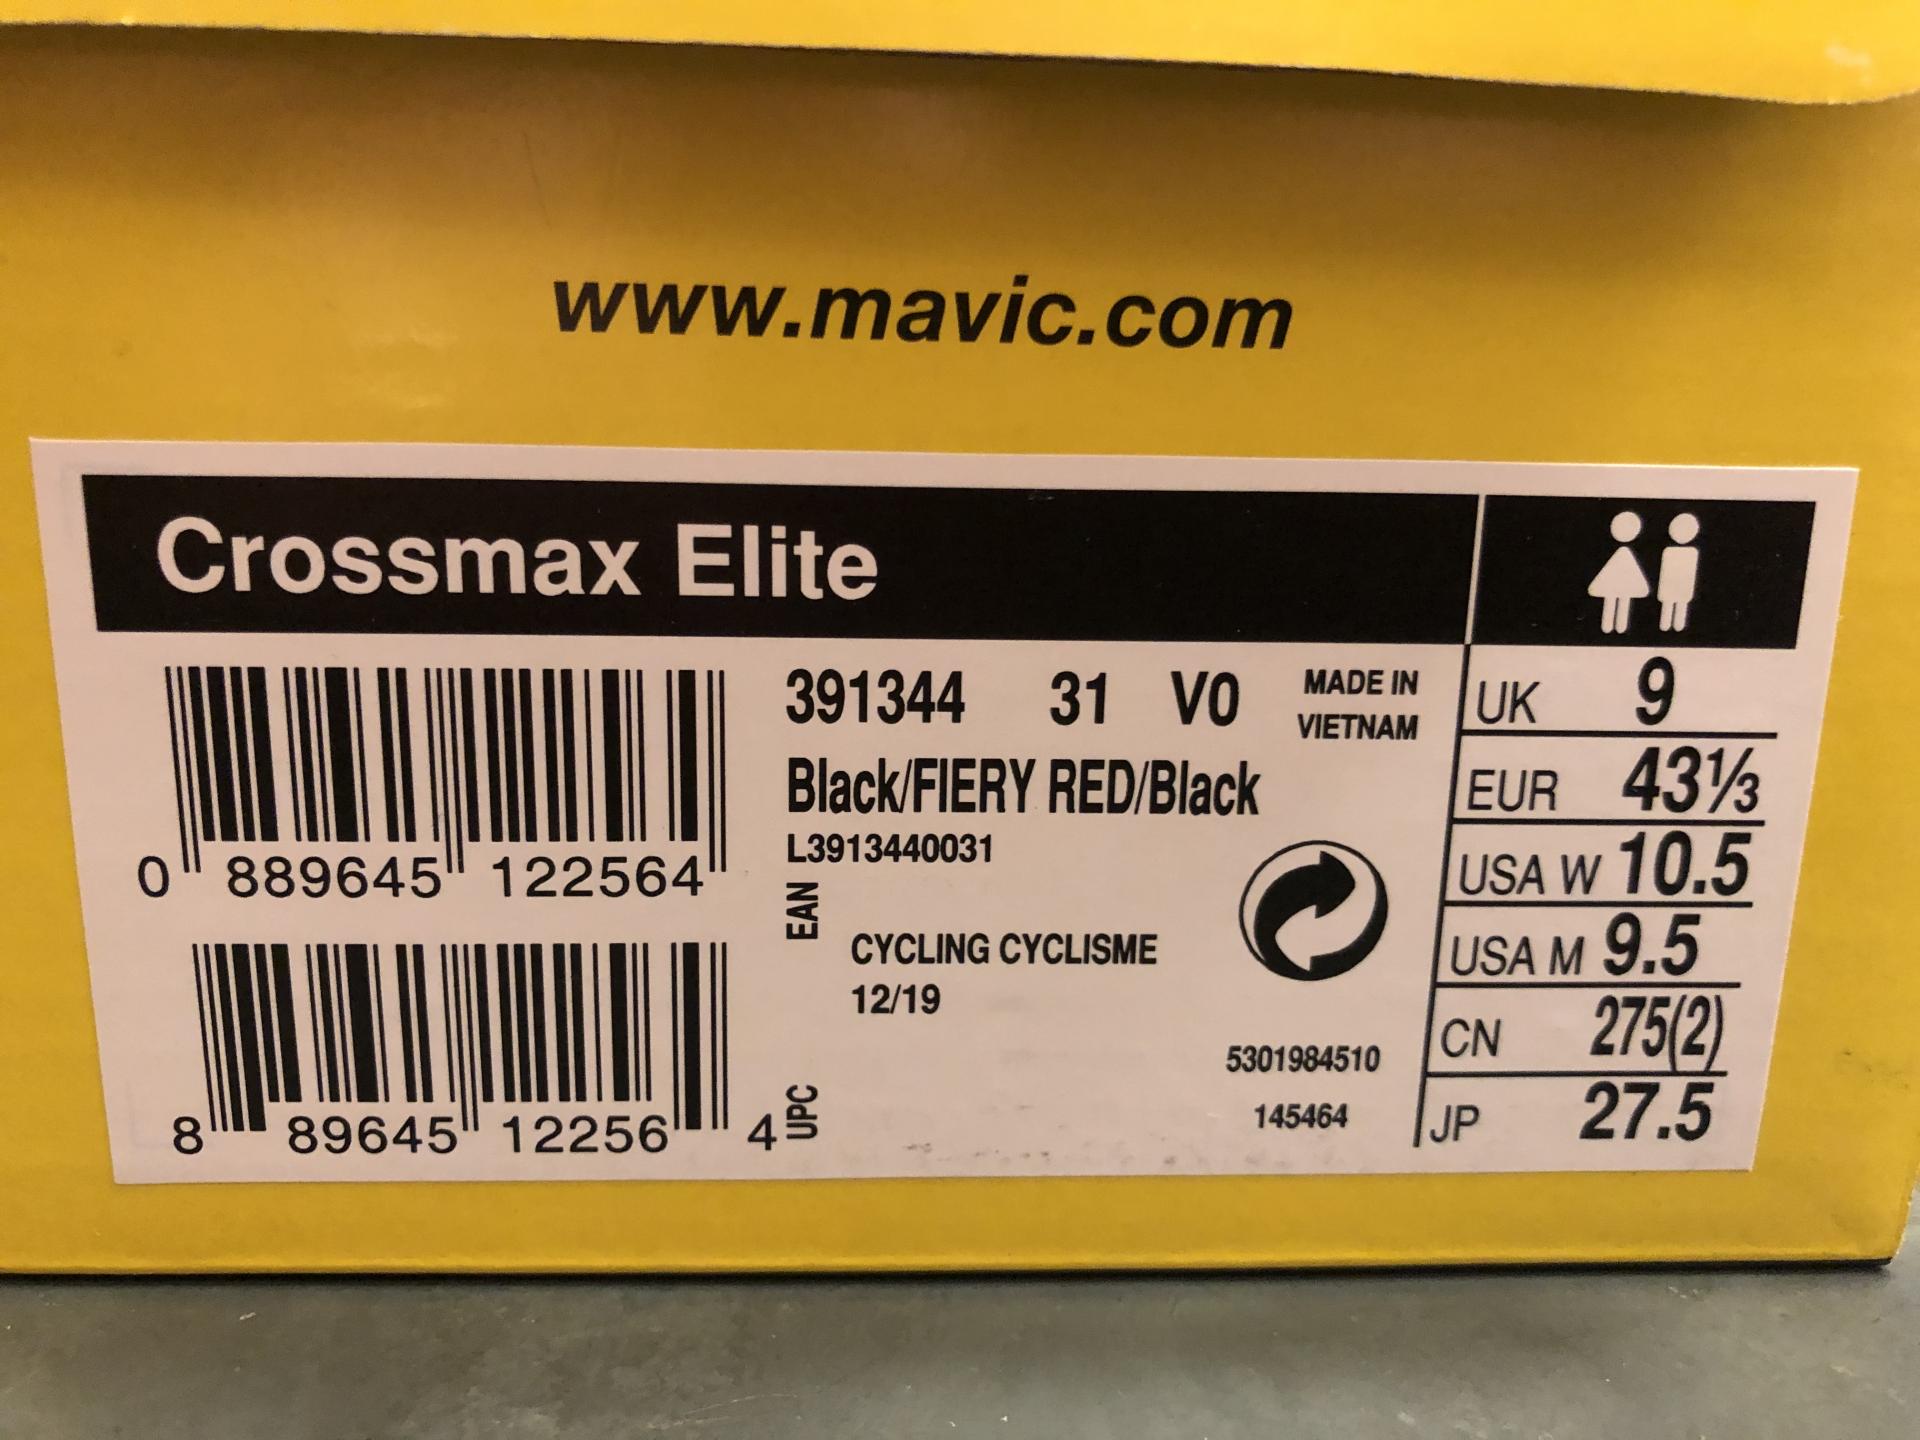 www.mavic.com
Crossmax Elite
391344 31 V0
MADE IN
VIETNAM
Black/FIERY RED/Black
L3913440031
0 889645 122564
EAN
CYCLING CYCLISME
12/19
8 89645 12256 4
UPC
5301984510
145464
UK 9
EUR 43⅓
USA W 10.5
USA M 9.5
CN 275(2)
JP 27.5